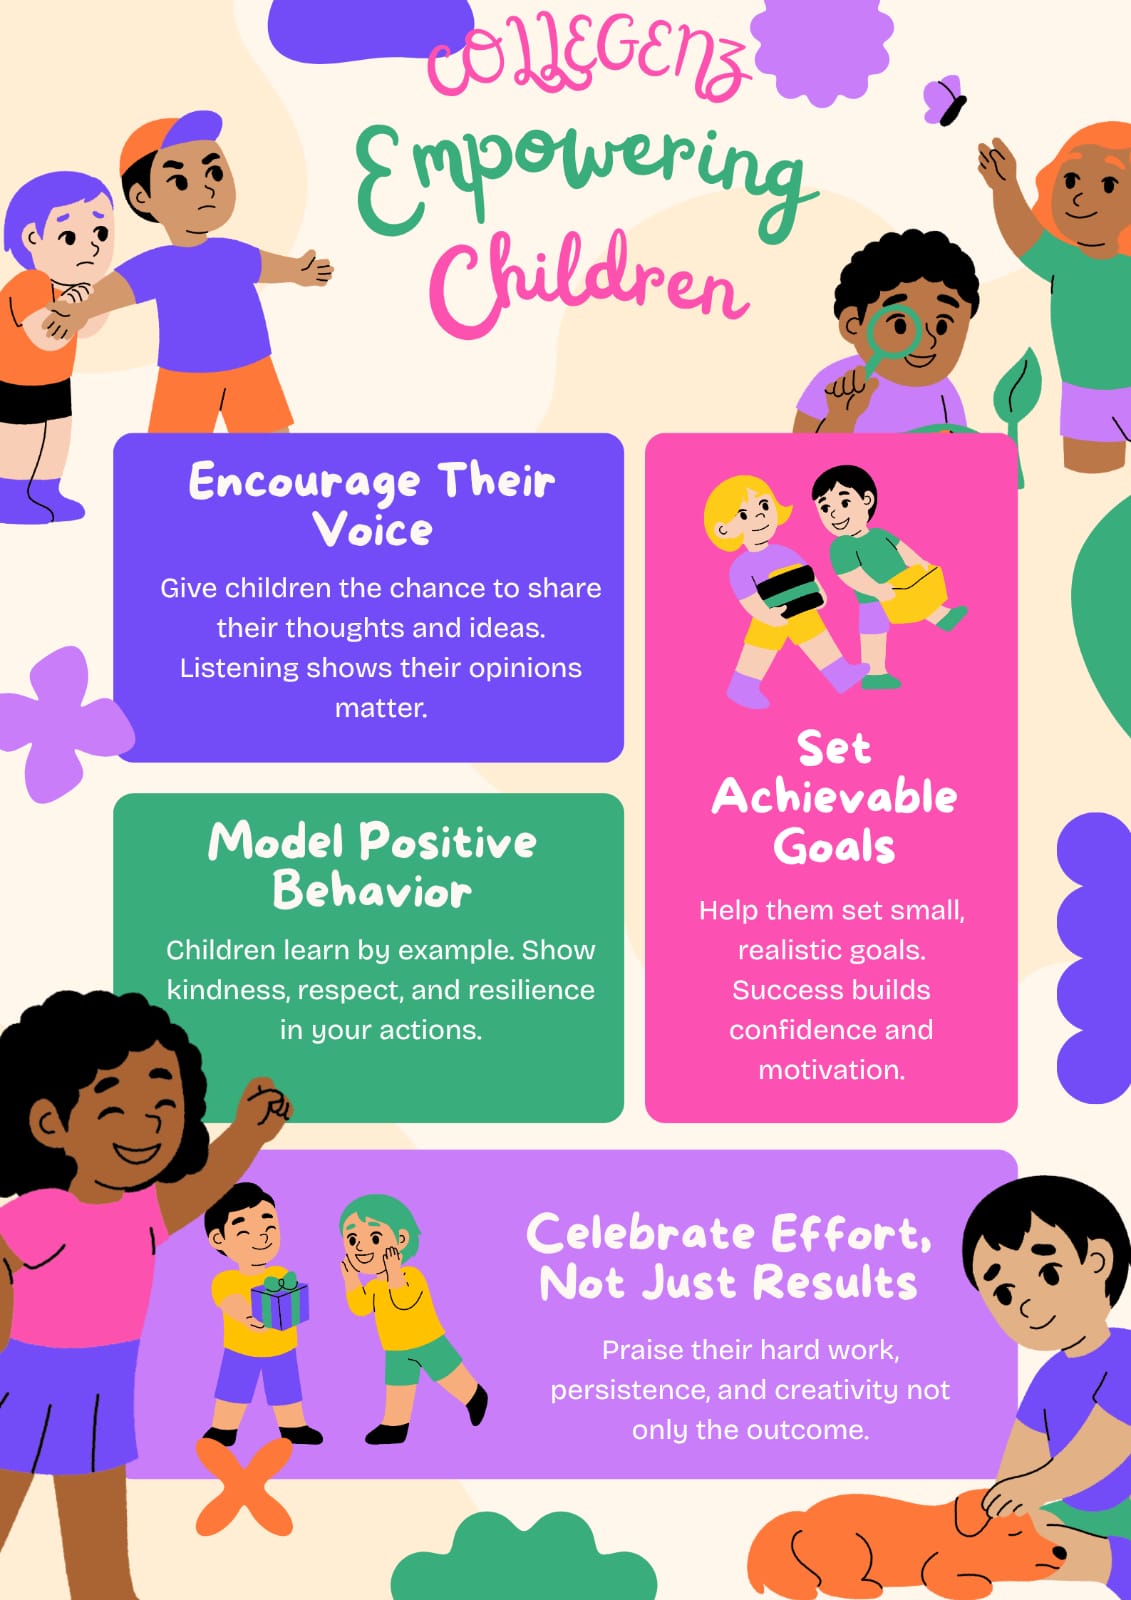 COLLEGENZ
Empowering
Children
Encourage Their
Voice
Give children the chance to share
their thoughts and ideas.
Listening shows their opinions
matter.
Set
Achievable
Goals
Help them set small,
realistic goals.
Success builds
confidence and
motivation.
Model Positive
Behavior
Children learn by example. Show
kindness, respect, and resilience
in your actions.
Celebrate Effort,
Not Just Results
Praise their hard work,
persistence, and creativity not
only the outcome.